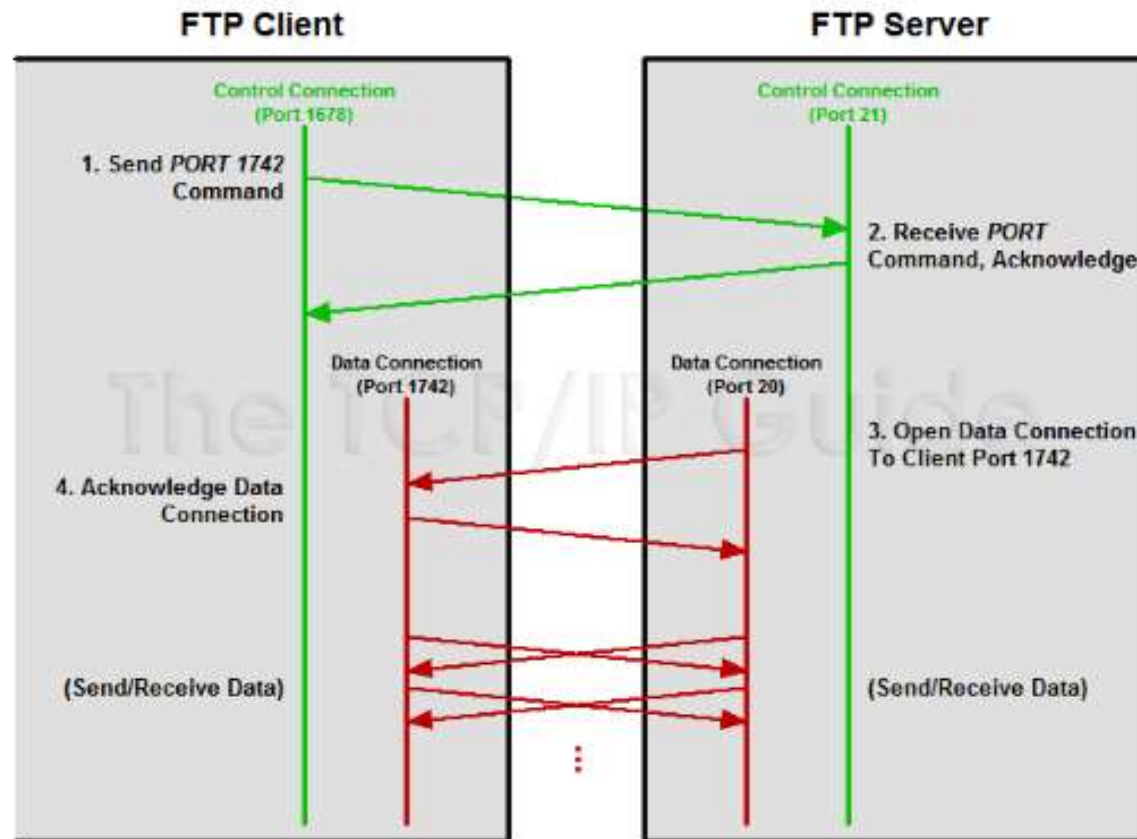 FTP Client
FTP Server
Control Connection
(Port 1678)
Control Connection
(Port 21)
1. Send PORT 1742
Command
2. Receive PORT
Command, Acknowledge
Data Connection
(Port 1742)
Data Connection
(Port 20)
The TCP/IP Guide
3. Open Data Connection
To Client Port 1742
4. Acknowledge Data
Connection
(Send/Receive Data)
(Send/Receive Data)